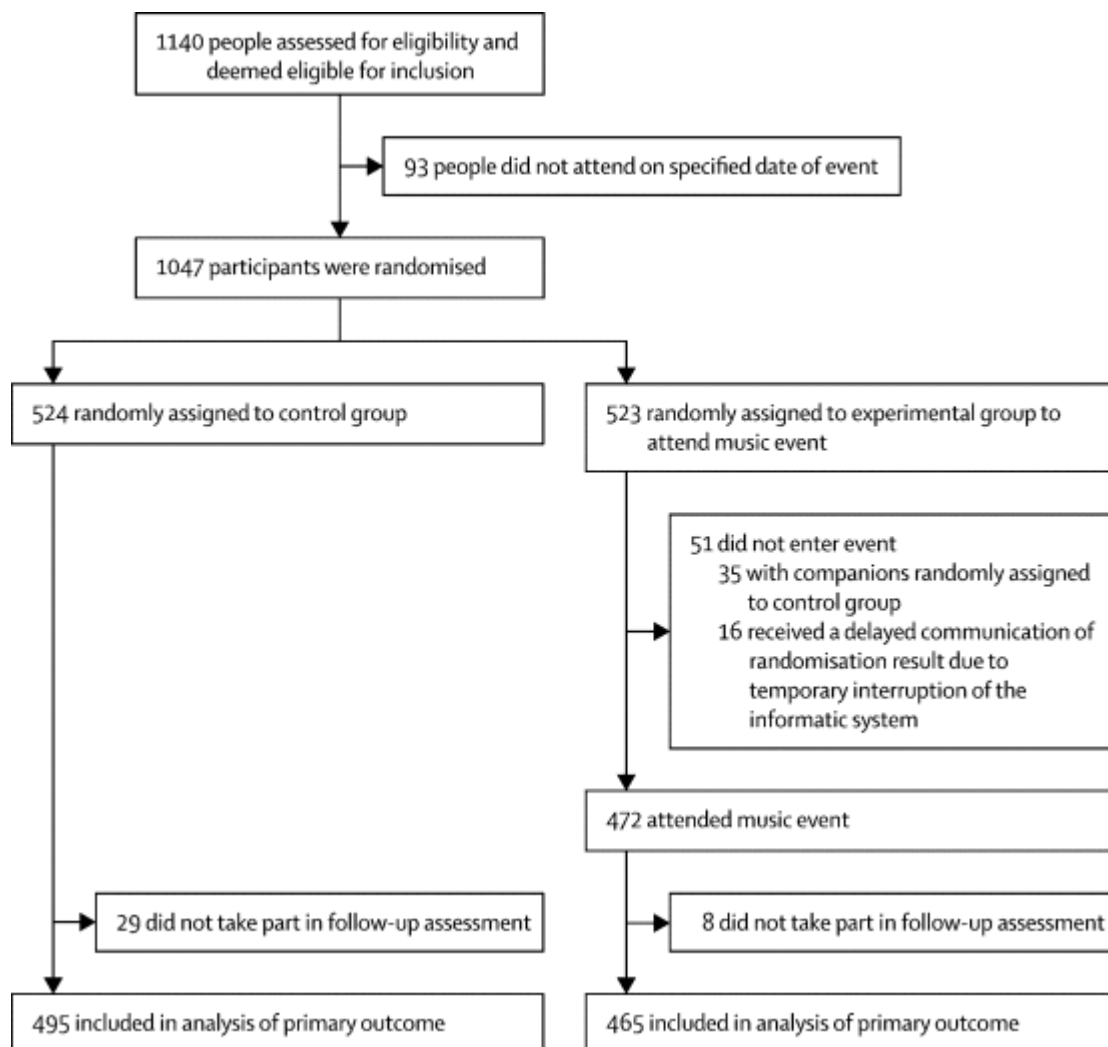 1140 people assessed for eligibility and
deemed eligible for inclusion
93 people did not attend on specified date of event
1047 participants were randomised
524 randomly assigned to control group
523 randomly assigned to experimental group to
attend music event
51 did not enter event
35 with companions randomly assigned
to control group
16 received a delayed communication of
randomisation result due to
temporary interruption of the
informatic system
472 attended music event
29 did not take part in follow-up assessment
8 did not take part in follow-up assessment
495 included in analysis of primary outcome
465 included in analysis of primary outcome